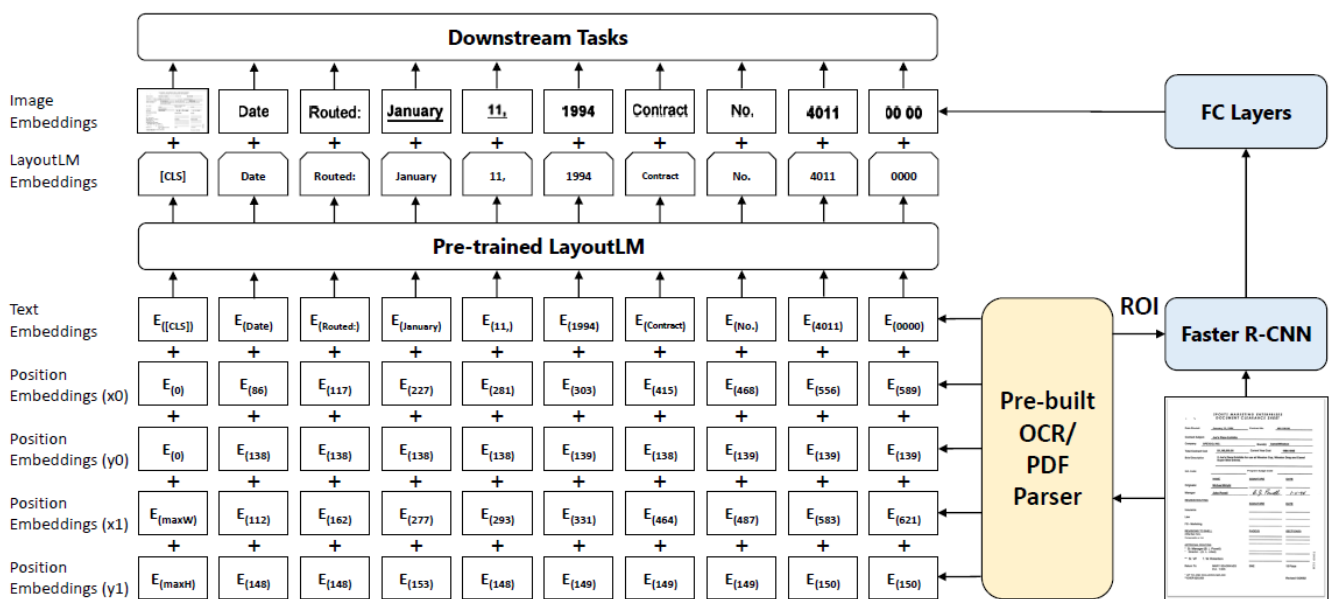 Downstream Tasks
Image Embeddings
Date Routed: January 11, 1994 Contract No. 4011 00 00
FC Layers
+ + + + + + + + + +
LayoutLM Embeddings
[CLS] Date Routed: January 11, 1994 Contract No. 4011 0000
Pre-trained LayoutLM
Text Embeddings
E([CLS]) E(Date) E(Routed:) E(January) E(11,) E(1994) E(Contract) E(No.) E(4011) E(0000)
+ + + + + + + + + +
Position Embeddings (x0)
E(0) E(86) E(117) E(227) E(281) E(303) E(415) E(468) E(556) E(589)
+ + + + + + + + + +
Position Embeddings (y0)
E(0) E(138) E(138) E(138) E(138) E(139) E(138) E(139) E(139) E(139)
+ + + + + + + + + +
Position Embeddings (x1)
E(maxW) E(112) E(162) E(277) E(293) E(331) E(464) E(487) E(583) E(621)
+ + + + + + + + + +
Position Embeddings (y1)
E(maxH) E(148) E(148) E(153) E(148) E(149) E(149) E(149) E(150) E(150)
Pre-built
OCR/
PDF
Parser
ROI
Faster R-CNN
DOCUMENT CLEARANCE SHEET